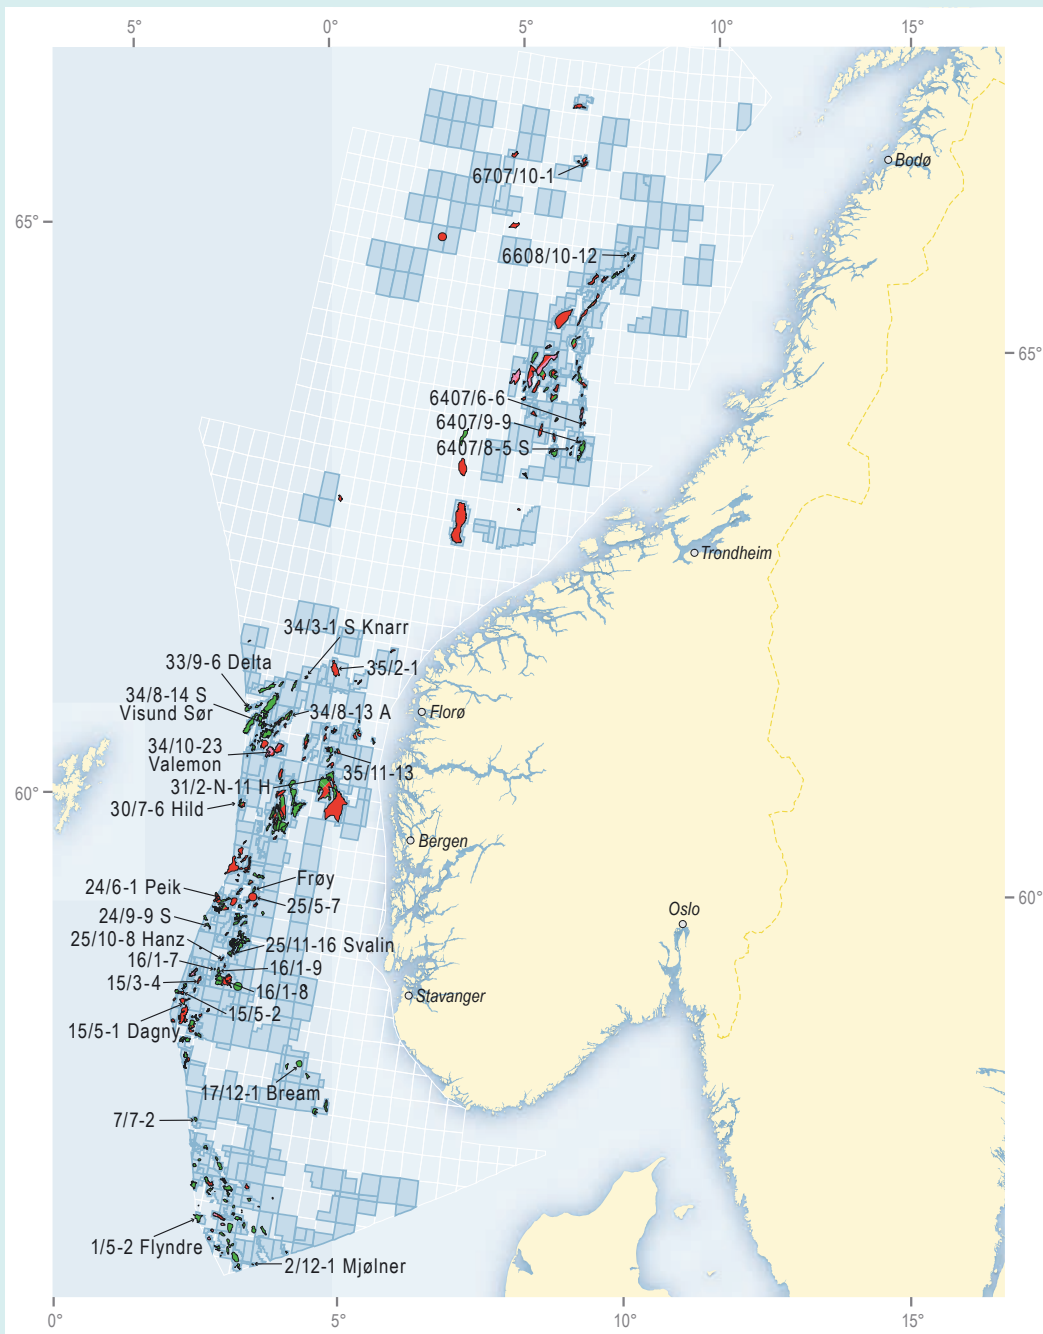 5°
0°
5°
10°
15°
Bodø
6707/10-1
65°
6608/10-12
65°
6407/6-6
6407/9-9
6407/8-5 S
Trondheim
34/3-1 S Knarr
33/9-6 Delta
35/2-1
34/8-14 S
Visund Sør
34/8-13 A
Florø
34/10-23
Valemon
35/11-13
31/2-N-11 H
60°
30/7-6 Hild
Bergen
Frøy
24/6-1 Peik
25/5-7
60°
Oslo
24/9-9 S
25/10-8 Hanz
25/11-16 Svalin
16/1-7
16/1-9
15/3-4
16/1-8
Stavanger
15/5-2
15/5-1 Dagny
17/12-1 Bream
7/7-2
1/5-2 Flyndre
2/12-1 Mjølner
0°
5°
10°
15°